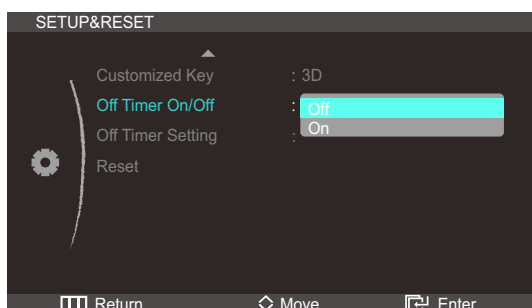 SETUP&RESET
Customized Key : 3D
Off Timer On/Off : Off
On
Off Timer Setting :
Reset
Return Move Enter